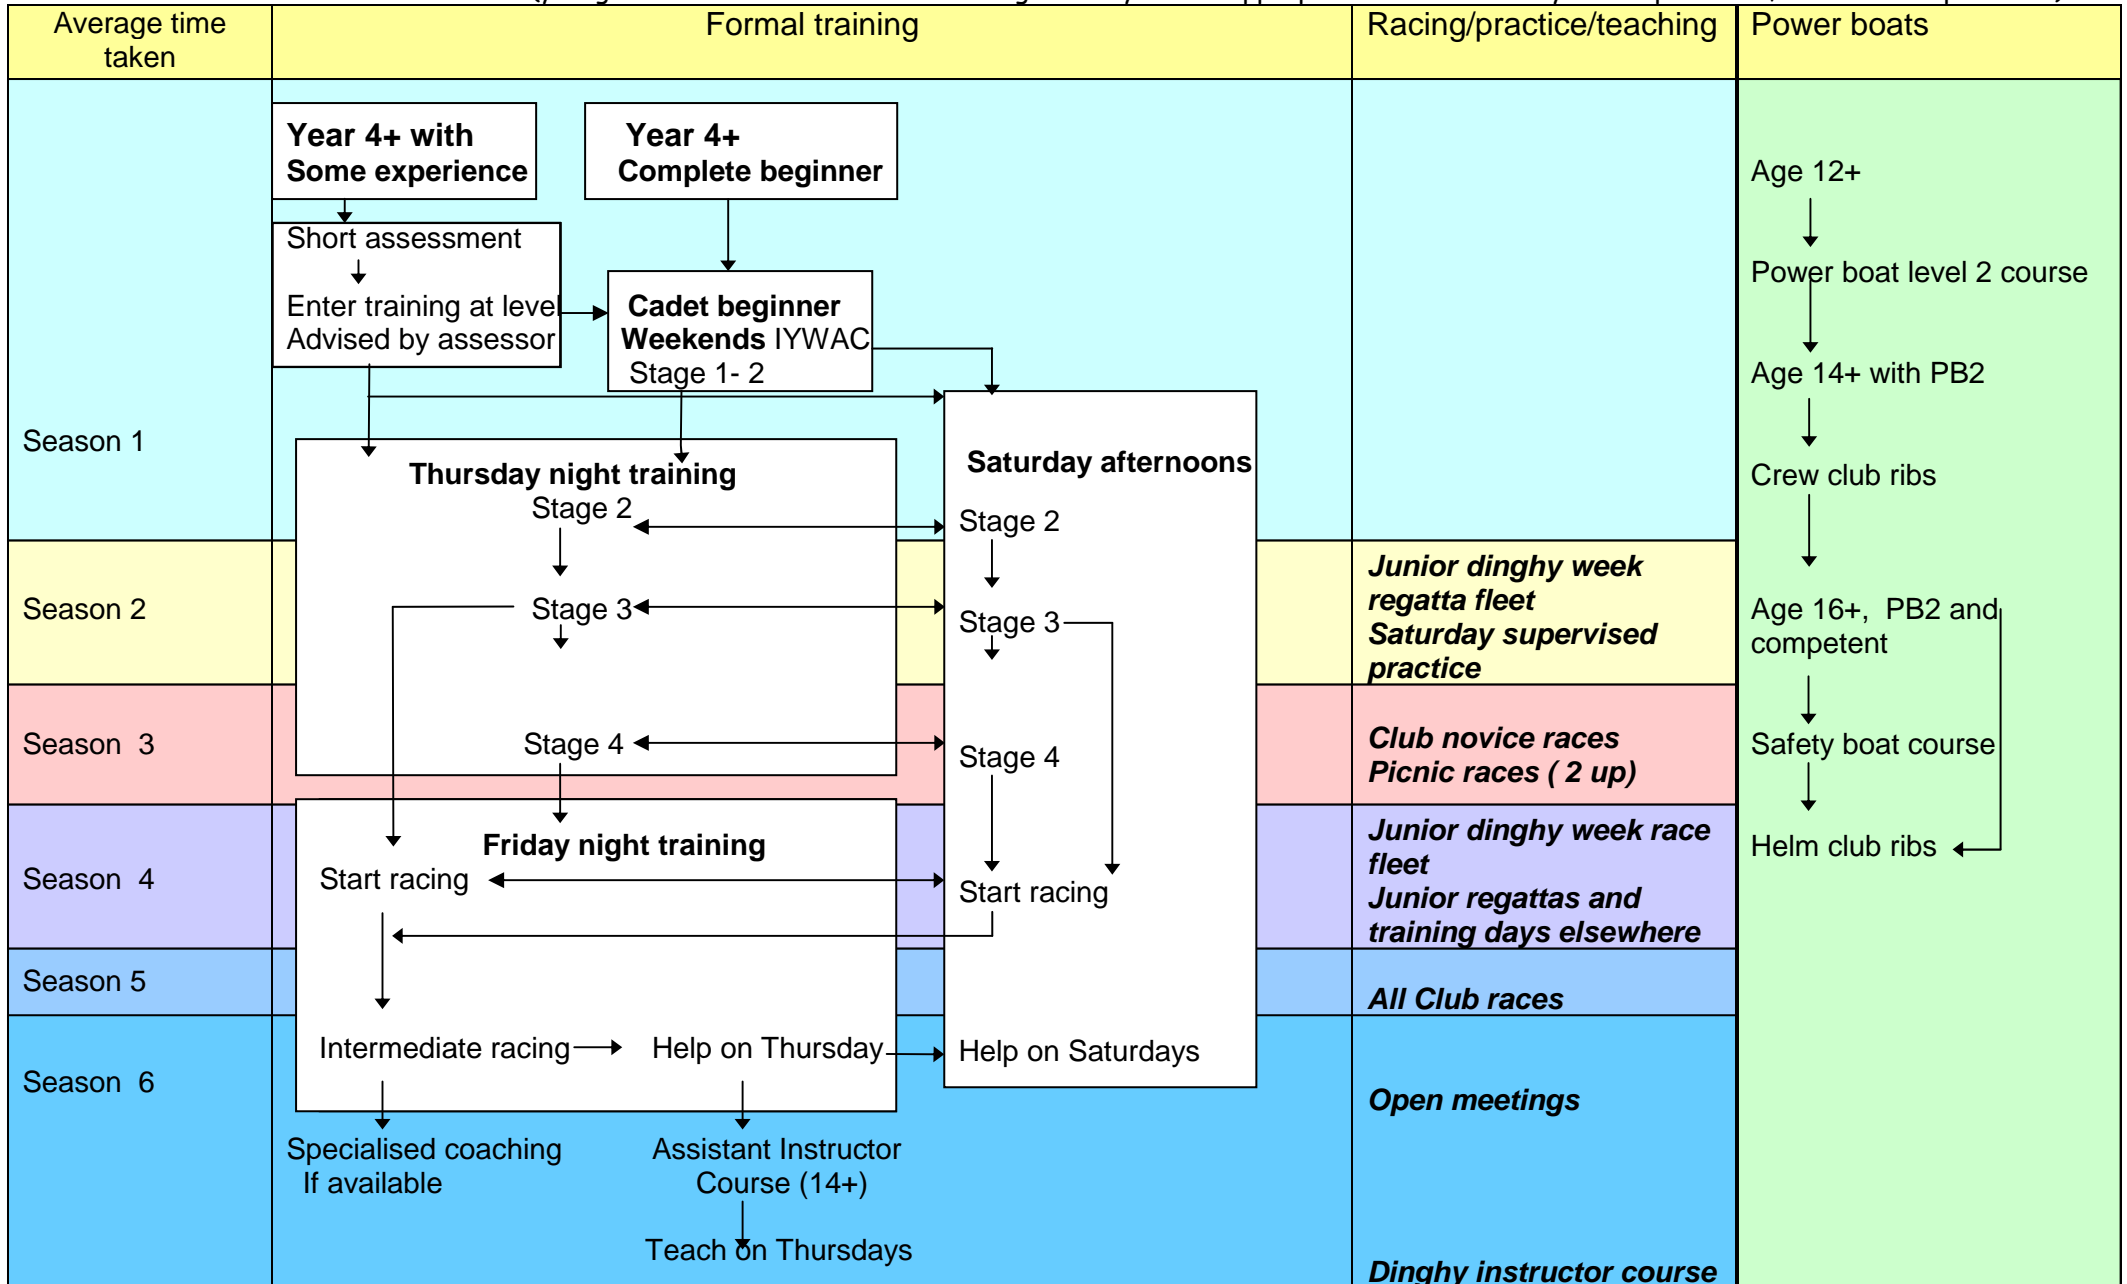 Average time
taken
Formal training
Racing/practice/teaching
Power boats
Year 4+ with
Some experience
Year 4+
Complete beginner
Short assessment
Enter training at level
Advised by assessor
Cadet beginner
Weekends IYWAC
Stage 1- 2
Season 1
Thursday night training
Stage 2
Stage 3
Stage 4
Saturday afternoons
Stage 2
Stage 3
Stage 4
Start racing
Help on Saturdays
Season 2
Junior dinghy week
regatta fleet
Saturday supervised
practice
Season 3
Club novice races
Picnic races ( 2 up)
Season 4
Friday night training
Start racing
Intermediate racing
Help on Thursday
Junior dinghy week race
fleet
Junior regattas and
training days elsewhere
Season 5
All Club races
Season 6
Open meetings
Specialised coaching
If available
Assistant Instructor
Course (14+)
Teach on Thursdays
Dinghy instructor course
Age 12+
Power boat level 2 course
Age 14+ with PB2
Crew club ribs
Age 16+, PB2 and
competent
Safety boat course
Helm club ribs